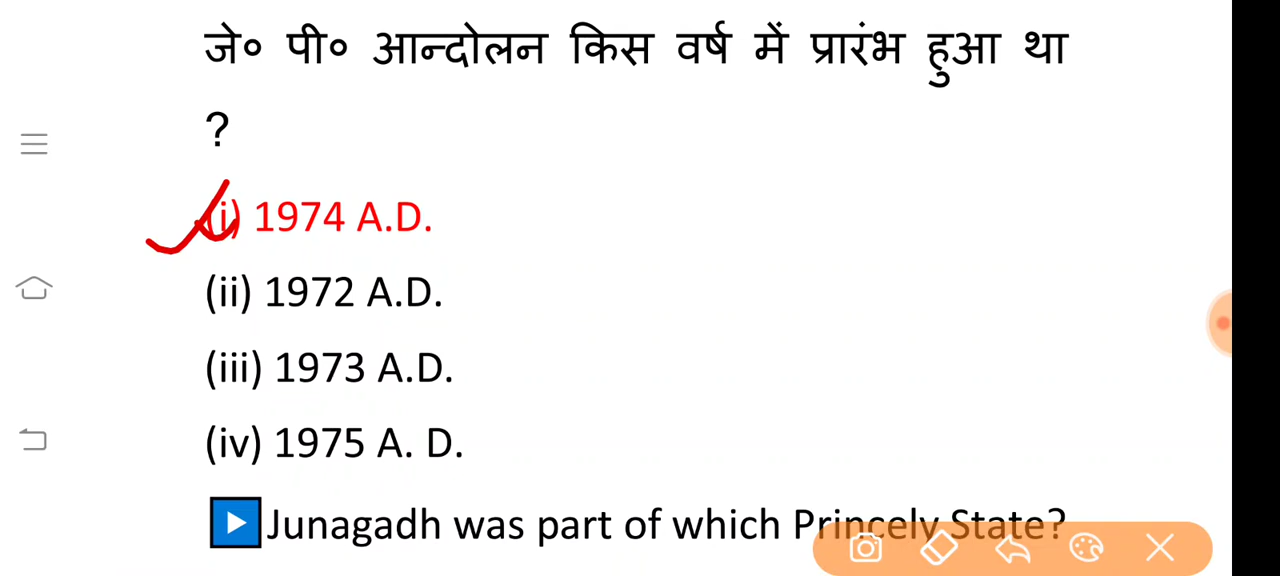 जे० पी० आन्दोलन किस वर्ष में प्रारंभ हुआ था
?
(i) 1974 A.D.
(ii) 1972 A.D.
(iii) 1973 A.D.
(iv) 1975 A. D.
Junagadh was part of which Princely State?